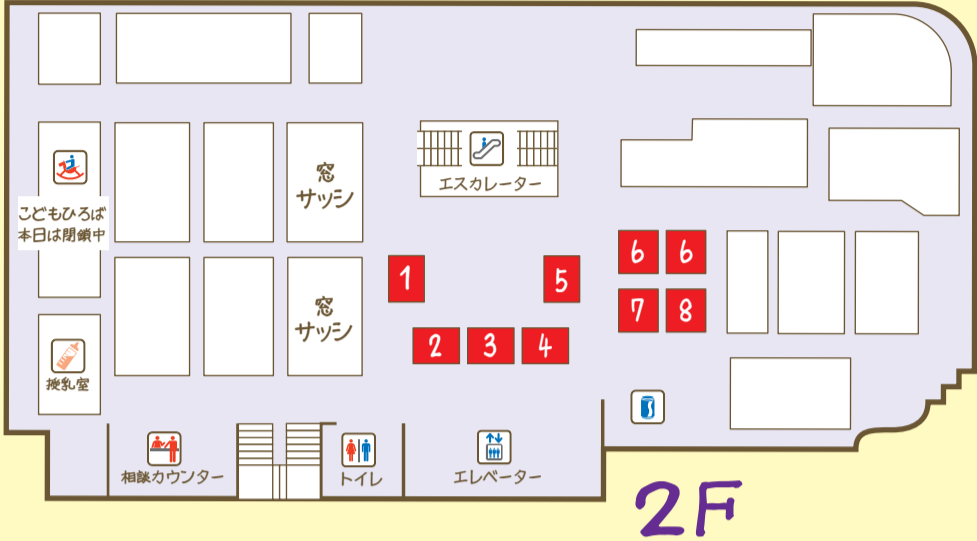 窓
サッシ
エスカレーター
こどもひろば
本日は閉鎖中
1
5
6
6
7
8
窓
サッシ
2
3
4
授乳室
相談カウンター
トイレ
エレベーター
2F